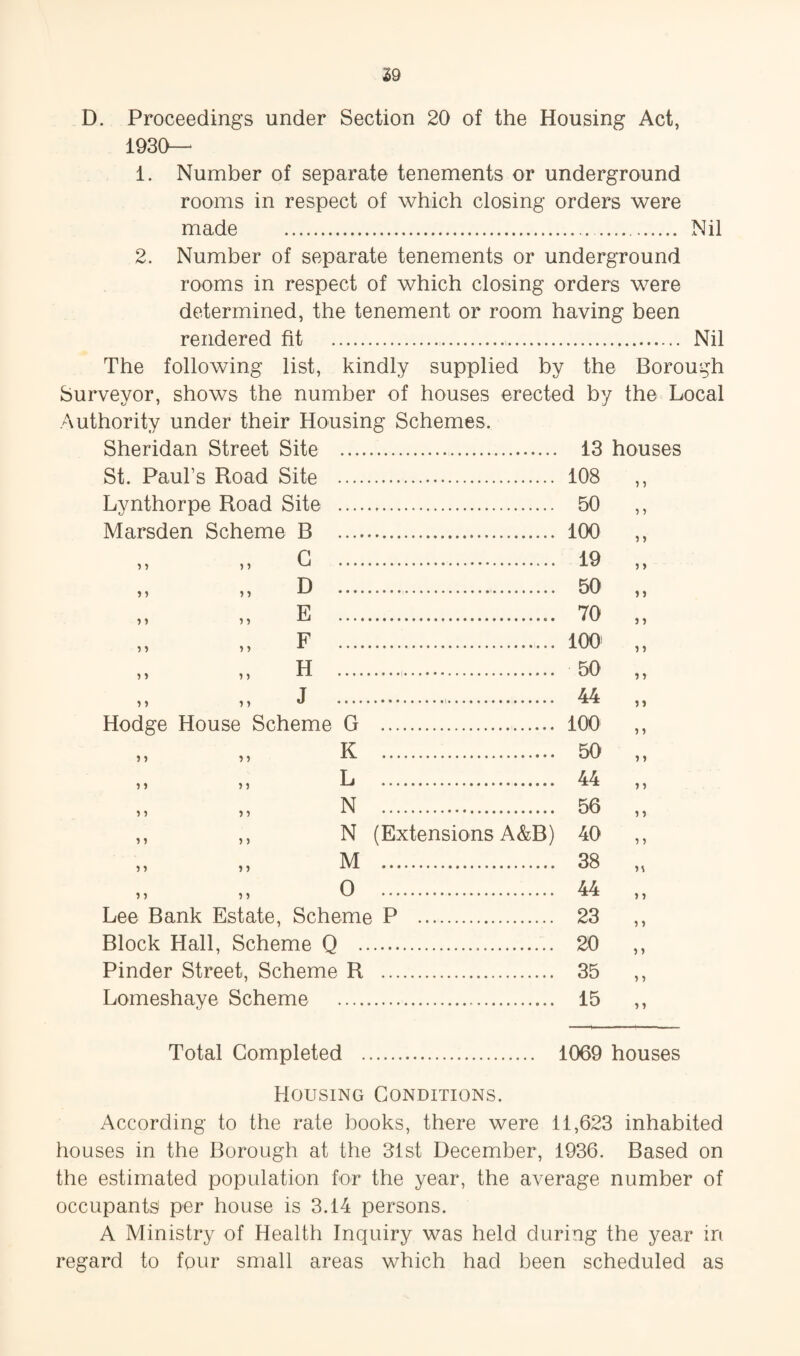 39
D. Proceedings under Section 20 of the Housing Act,
1930—
1. Number of separate tenements or underground
rooms in respect of which closing orders were
made ........................................................ Nil
2. Number of separate tenements or underground
rooms in respect of which closing orders were
determined, the tenement or room having been
rendered fit .................................................. Nil
The following list, kindly supplied by the Borough
Surveyor, shows the number of houses erected by the Local
Authority under their Housing Schemes.
Sheridan Street Site ................................ 13 houses
St. Paul's Road Site ................................ 108 ,,
Lynthorpe Road Site ................................ 50 ,,
Marsden Scheme B ................................ 100 ,,
,, ,, C ................................ 19 ,,
,, ,, D ................................ 50 ,,
,, ,, E ................................ 70 ,,
,, ,, F ................................ 100 ,,
,, ,, H ................................ 50 ,,
,, ,, J ................................ 44 ,,
Hodge House Scheme G ......................... 100 ,,
,, ,, K ......................... 50 ,,
,, ,, L ......................... 44 ,,
,, ,, N ......................... 56 ,,
,, ,, N (Extensions A&B) 40 ,,
,, ,, M ......................... 38 ,,
,, ,, O ......................... 44 ,,
Lee Bank Estate, Scheme P .................... 23 ,,
Block Hall, Scheme Q ............................ 20 ,,
Pinder Street, Scheme R ......................... 35 ,,
Lomeshaye Scheme ................................ 15 ,,
Total Completed ......................... 1069 houses
HOUSING CONDITIONS.
According to the rate books, there were 11,623 inhabited
houses in the Borough at the 31st December, 1936. Based on
the estimated population for the year, the average number of
occupants per house is 3.14 persons.
A Ministry of Health Inquiry was held during the year in
regard to four small areas which had been scheduled as